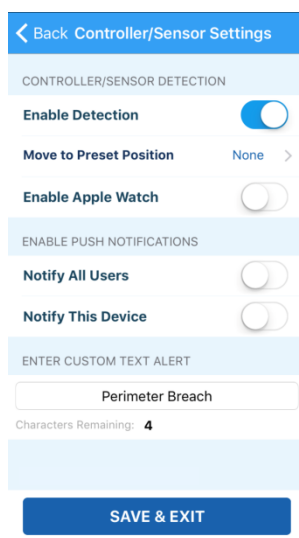 Back Controller/Sensor Settings
CONTROLLER/SENSOR DETECTION
Enable Detection
Move to Preset Position None
Enable Apple Watch
ENABLE PUSH NOTIFICATIONS
Notify All Users
Notify This Device
ENTER CUSTOM TEXT ALERT
Perimeter Breach
Characters Remaining: 4
SAVE & EXIT